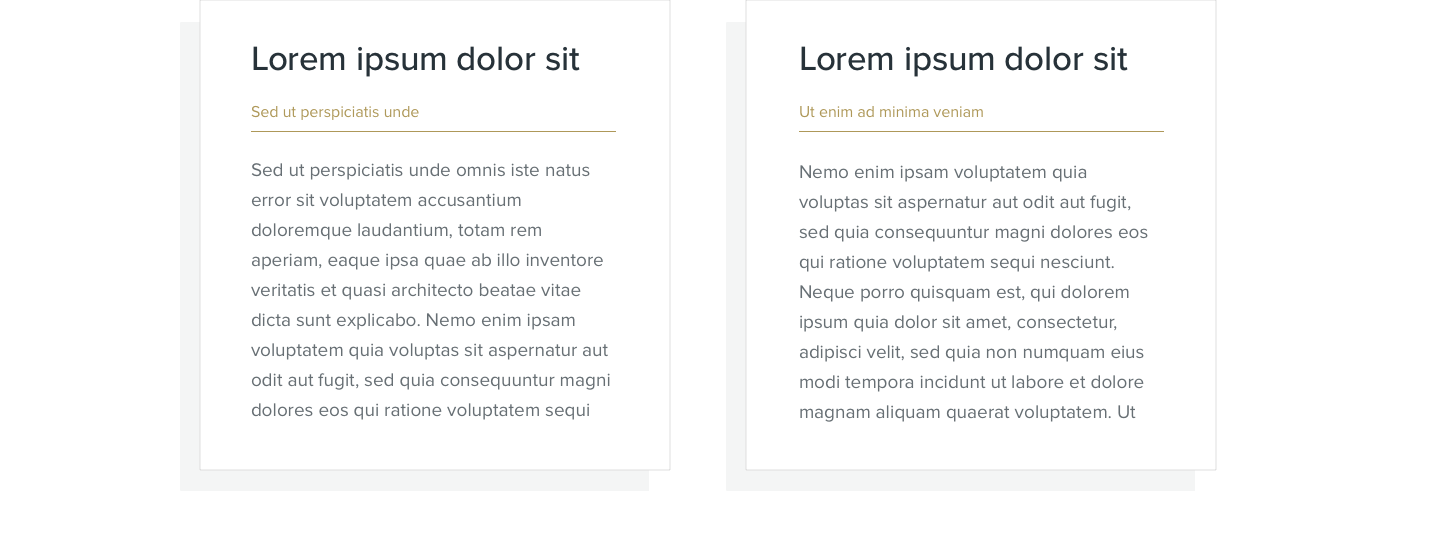 Lorem ipsum dolor sit
Sed ut perspiciatis unde
Sed ut perspiciatis unde omnis iste natus
error sit voluptatem accusantium
doloremque laudantium, totam rem
aperiam, eaque ipsa quae ab illo inventore
veritatis et quasi architecto beatae vitae
dicta sunt explicabo. Nemo enim ipsam
voluptatem quia voluptas sit aspernatur aut
odit aut fugit, sed quia consequuntur magni
dolores eos qui ratione voluptatem sequi
Lorem ipsum dolor sit
Ut enim ad minima veniam
Nemo enim ipsam voluptatem quia
voluptas sit aspernatur aut odit aut fugit,
sed quia consequuntur magni dolores eos
qui ratione voluptatem sequi nesciunt.
Neque porro quisquam est, qui dolorem
ipsum quia dolor sit amet, consectetur,
adipisci velit, sed quia non numquam eius
modi tempora incidunt ut labore et dolore
magnam aliquam quaerat voluptatem. Ut